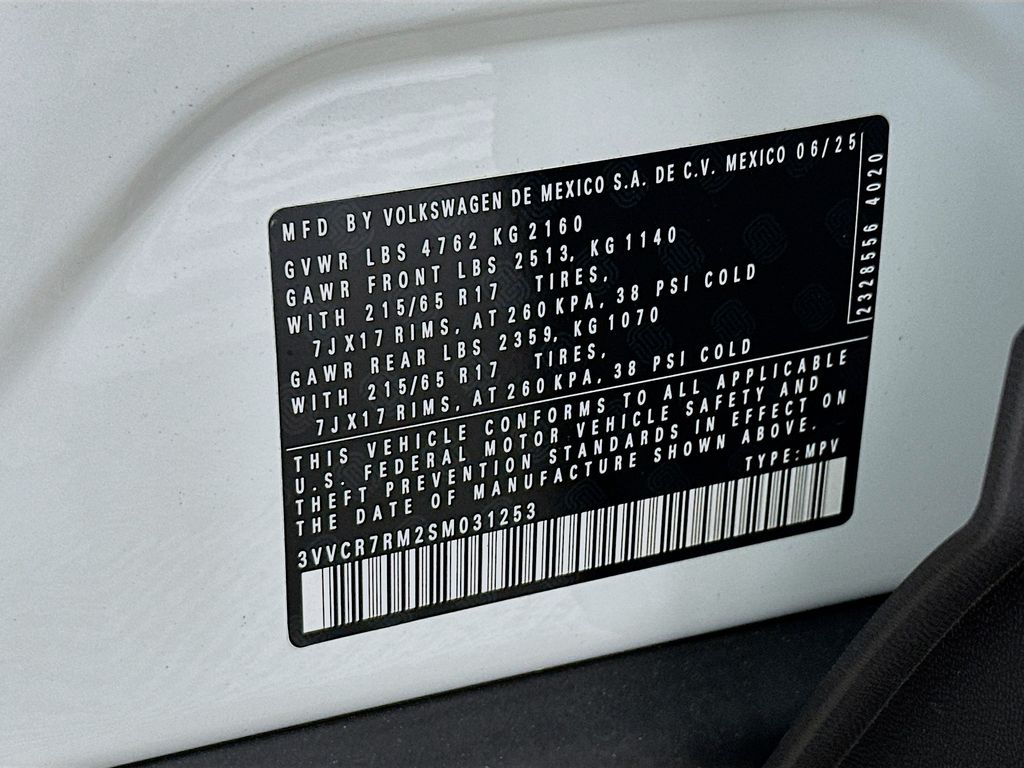 MFD BY VOLKSWAGEN DE MEXICO S.A. DE C.V. MEXICO 06/25
GVWR LBS 4762 KG 2160
GAWR FRONT LBS 2513, KG 1140
WITH 215/65 R17 TIRES,
7JX17 RIMS, AT 260 KPA, 38 PSI COLD
GAWR REAR LBS 2359, KG 1070
WITH 215/65 R17 TIRES,
7JX17 RIMS, AT 260 KPA, 38 PSI COLD
THIS VEHICLE CONFORMS TO ALL APPLICABLE
U.S. FEDERAL MOTOR VEHICLE SAFETY AND
THEFT PREVENTION STANDARDS IN EFFECT ON
THE DATE OF MANUFACTURE SHOWN ABOVE.
3VVCR7RM2SM031253 TYPE:MPV
2328556 4020